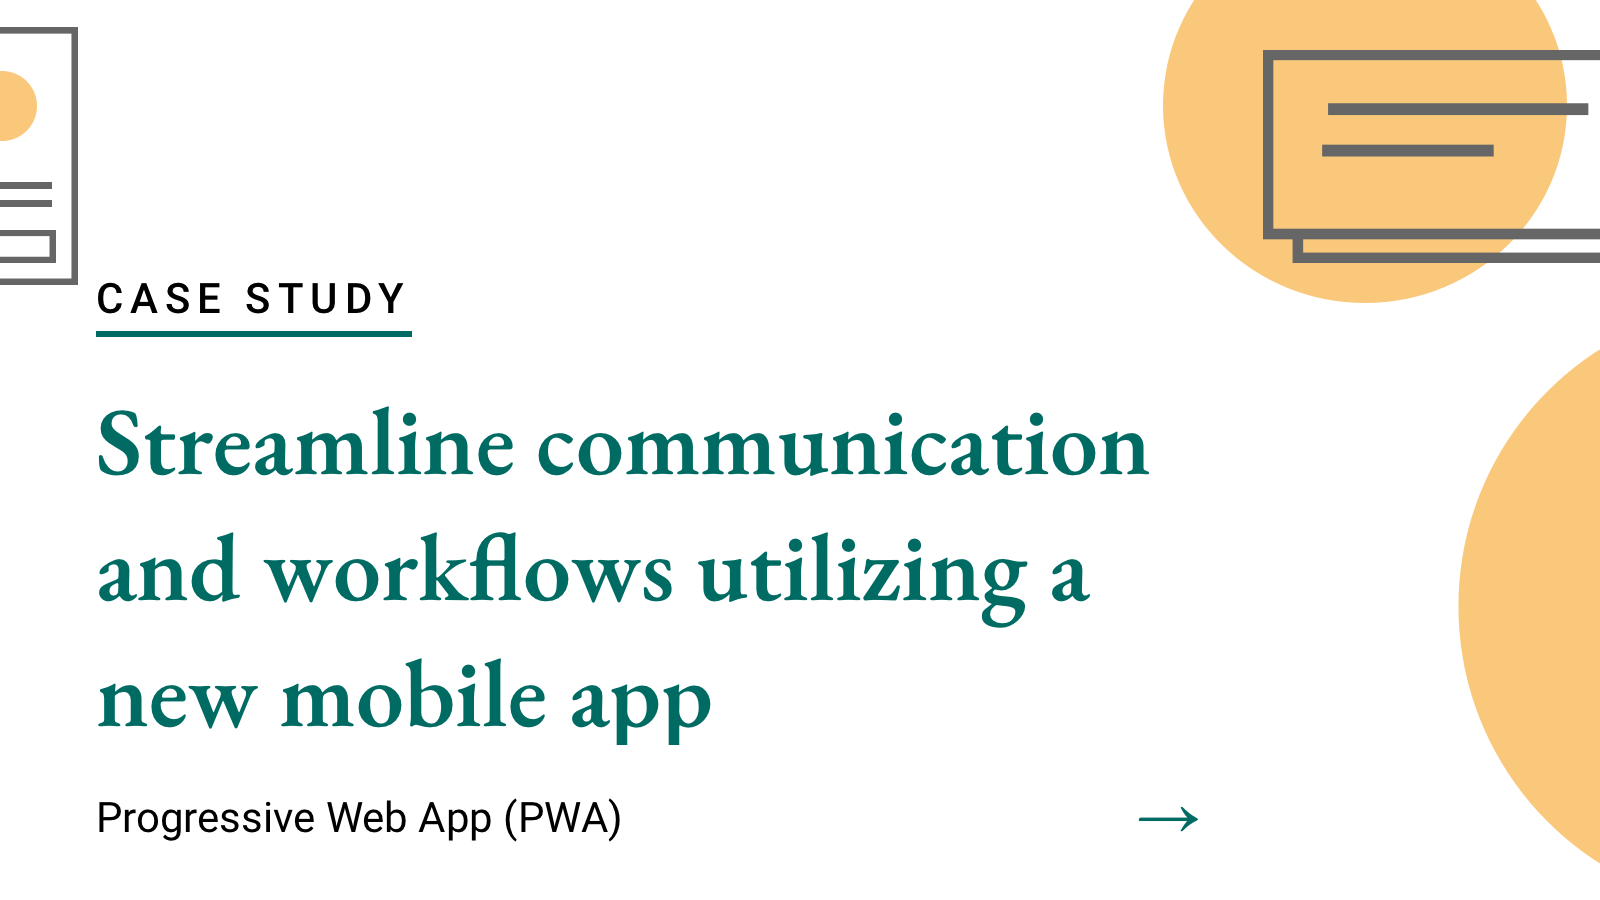 CASE STUDY
Streamline communication
and workflows utilizing a
new mobile app
Progressive Web App (PWA)
→